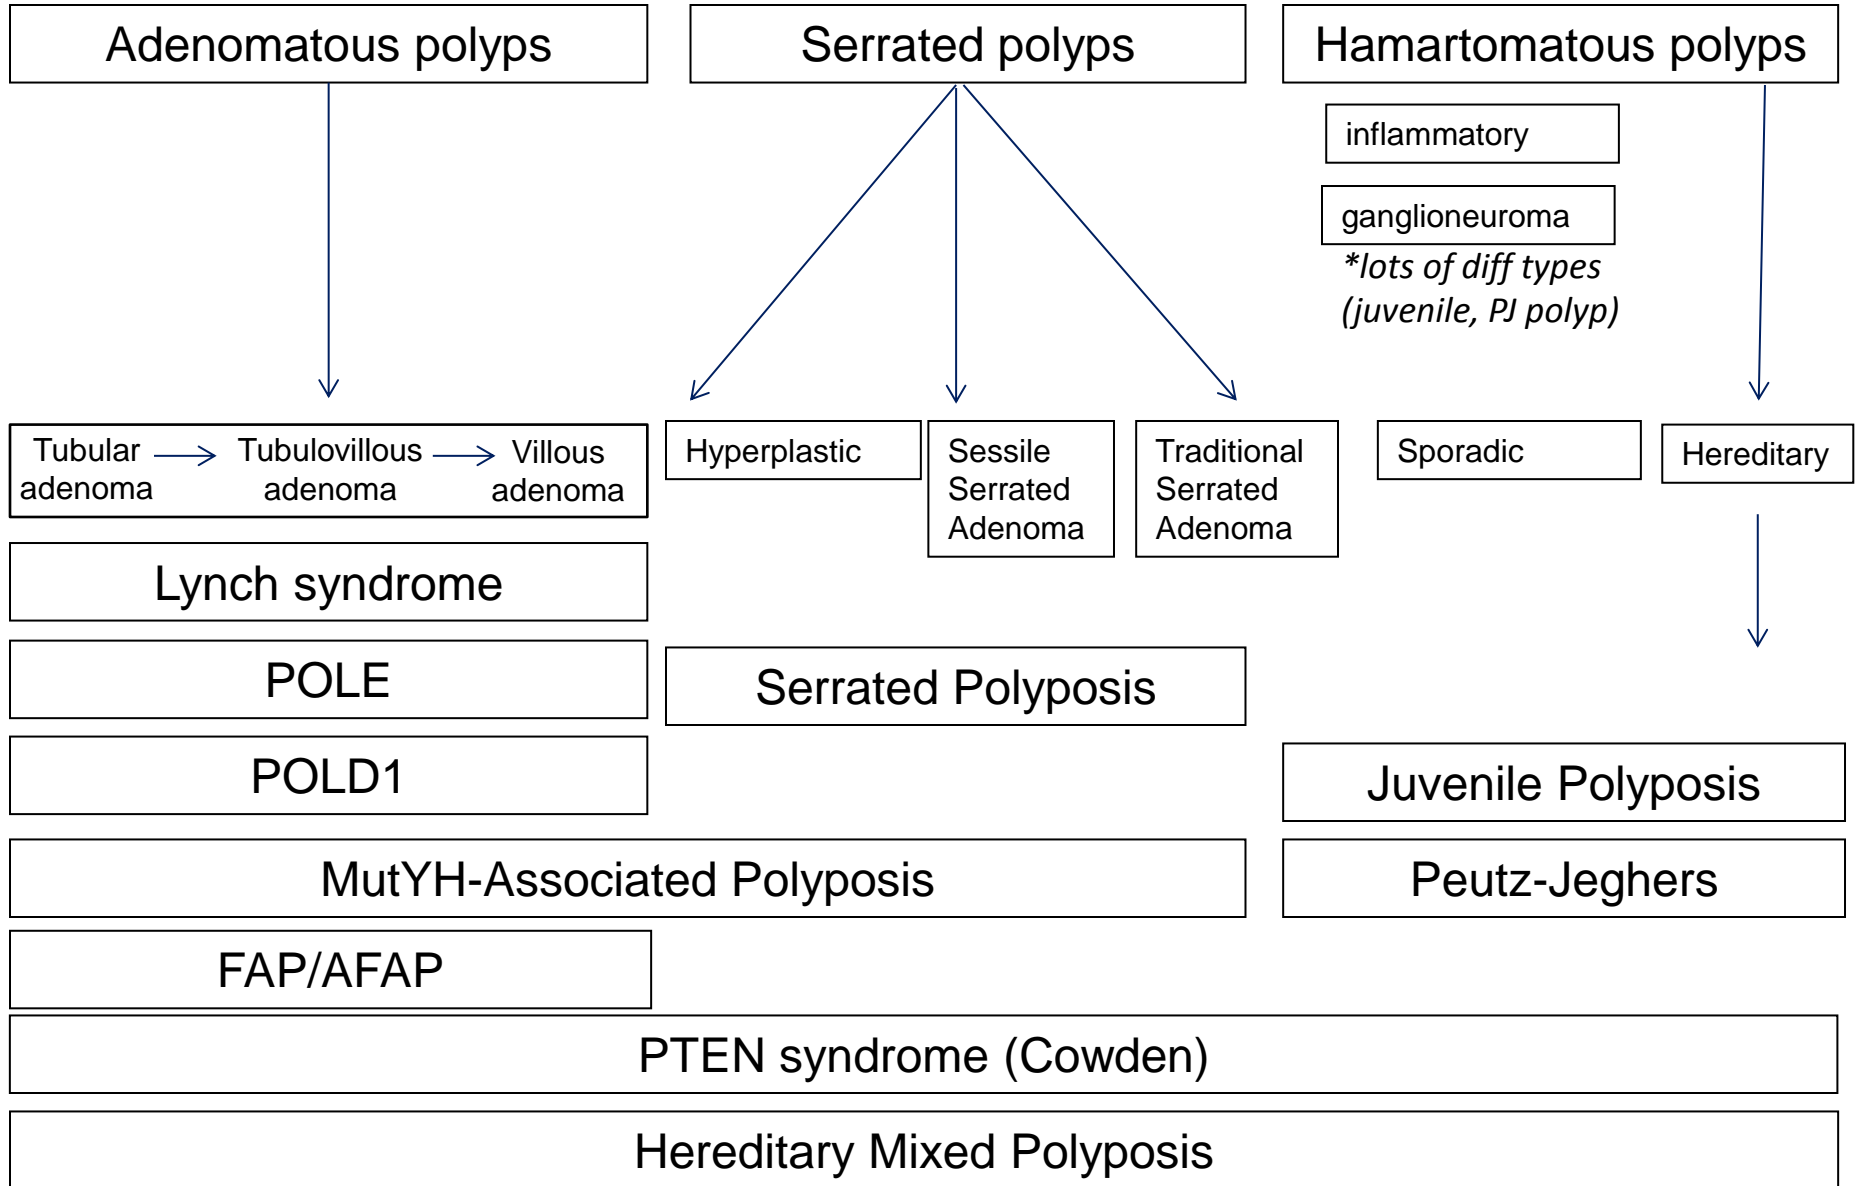 Adenomatous polyps
Serrated polyps
Hamartomatous polyps
inflammatory
ganglioneuroma
*lots of diff types
(juvenile, PJ polyp)
Tubular
adenoma
Tubulovillous
adenoma
Villous
adenoma
Hyperplastic
Sessile
Serrated
Adenoma
Traditional
Serrated
Adenoma
Sporadic
Hereditary
Lynch syndrome
POLE
Serrated Polyposis
POLD1
Juvenile Polyposis
MutYH-Associated Polyposis
Peutz-Jeghers
FAP/AFAP
PTEN syndrome (Cowden)
Hereditary Mixed Polyposis